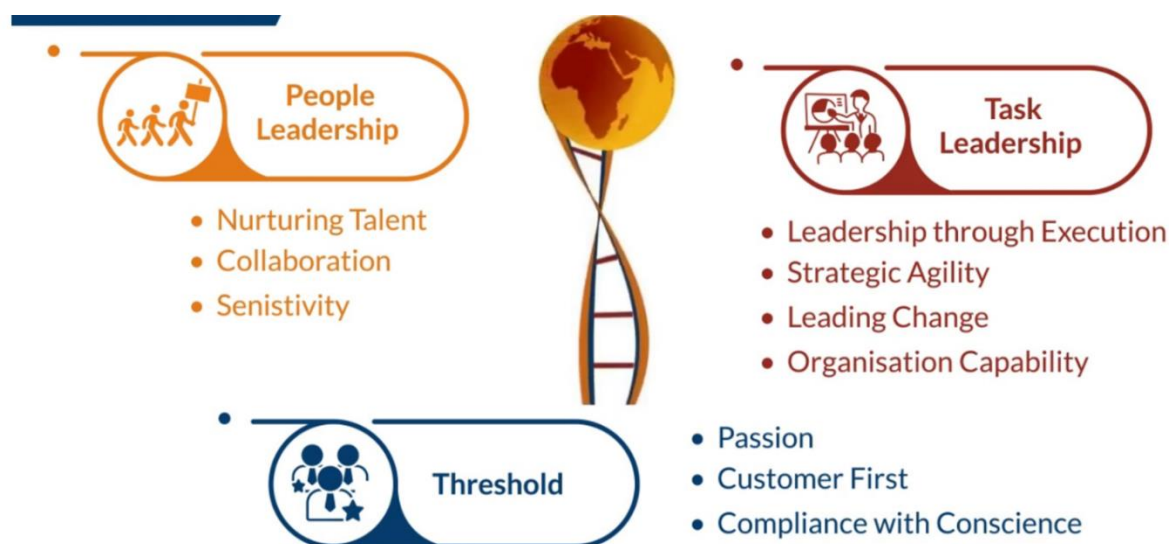 People
Leadership
• Nurturing Talent
• Collaboration
• Senistivity
Task
Leadership
• Leadership through Execution
• Strategic Agility
• Leading Change
• Organisation Capability
Threshold
• Passion
• Customer First
• Compliance with Conscience